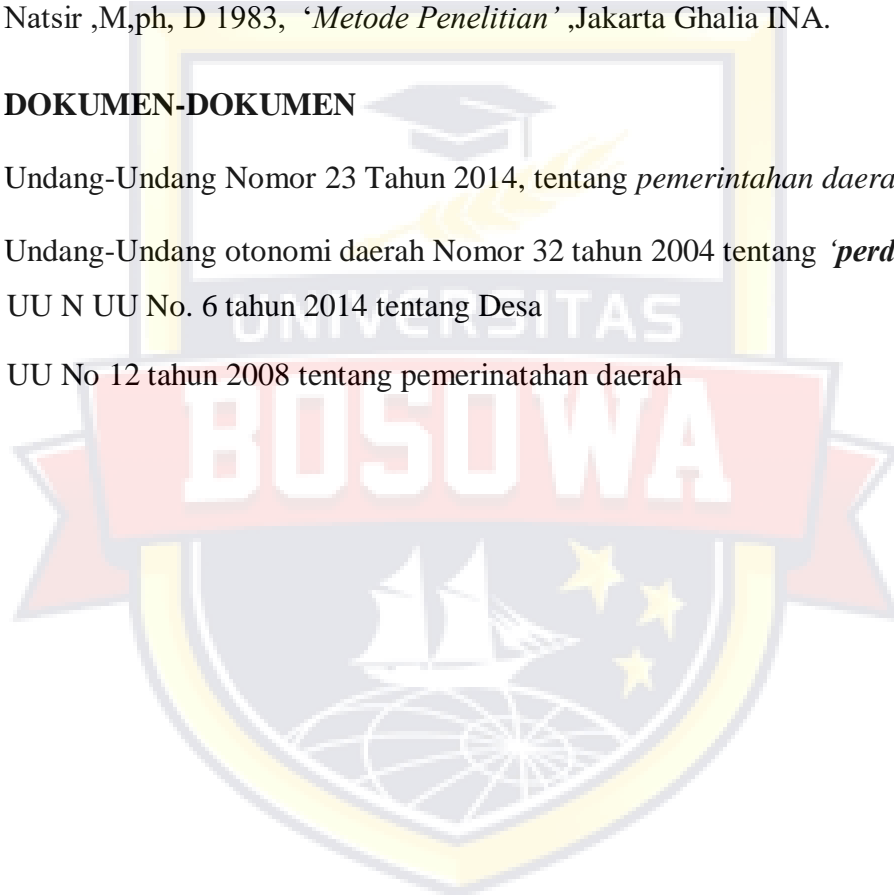 Natsir ,M,ph, D 1983, ‘Metode Penelitian’ ,Jakarta Ghalia INA.
DOKUMEN-DOKUMEN
Undang-Undang Nomor 23 Tahun 2014, tentang pemerintahan daera
Undang-Undang otonomi daerah Nomor 32 tahun 2004 tentang ‘perd
UU N UU No. 6 tahun 2014 tentang Desa
UNIVERSITAS
UU No 12 tahun 2008 tentang pemerinatahan daerah
BOSOWA